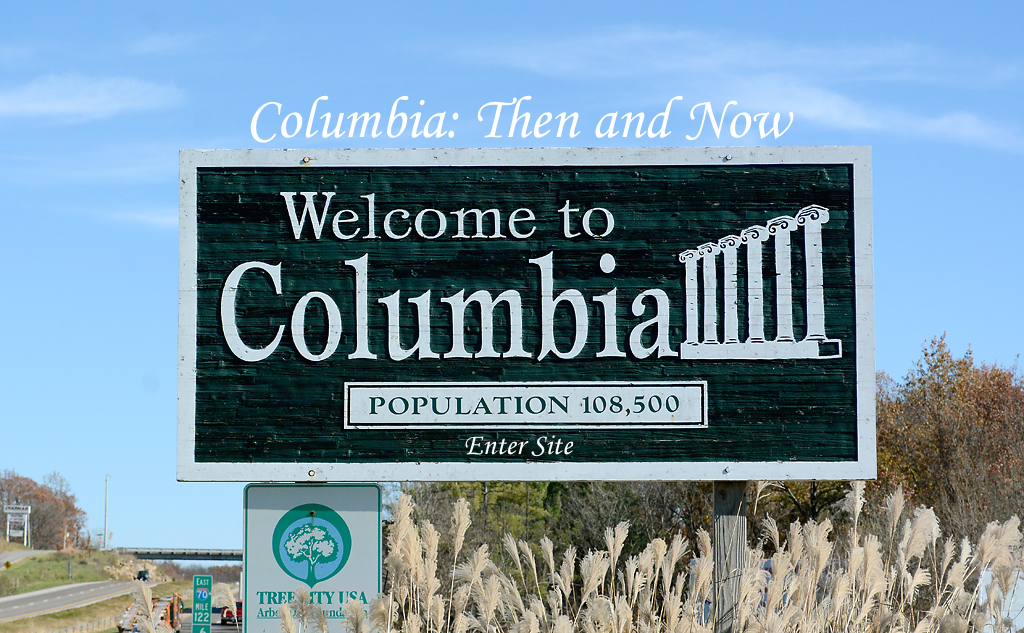 Columbia: Then and Now
Welcome to
Columbia
POPULATION 108,500
Enter Site
TREE CITY USA
EAST
70
MILE
122
6